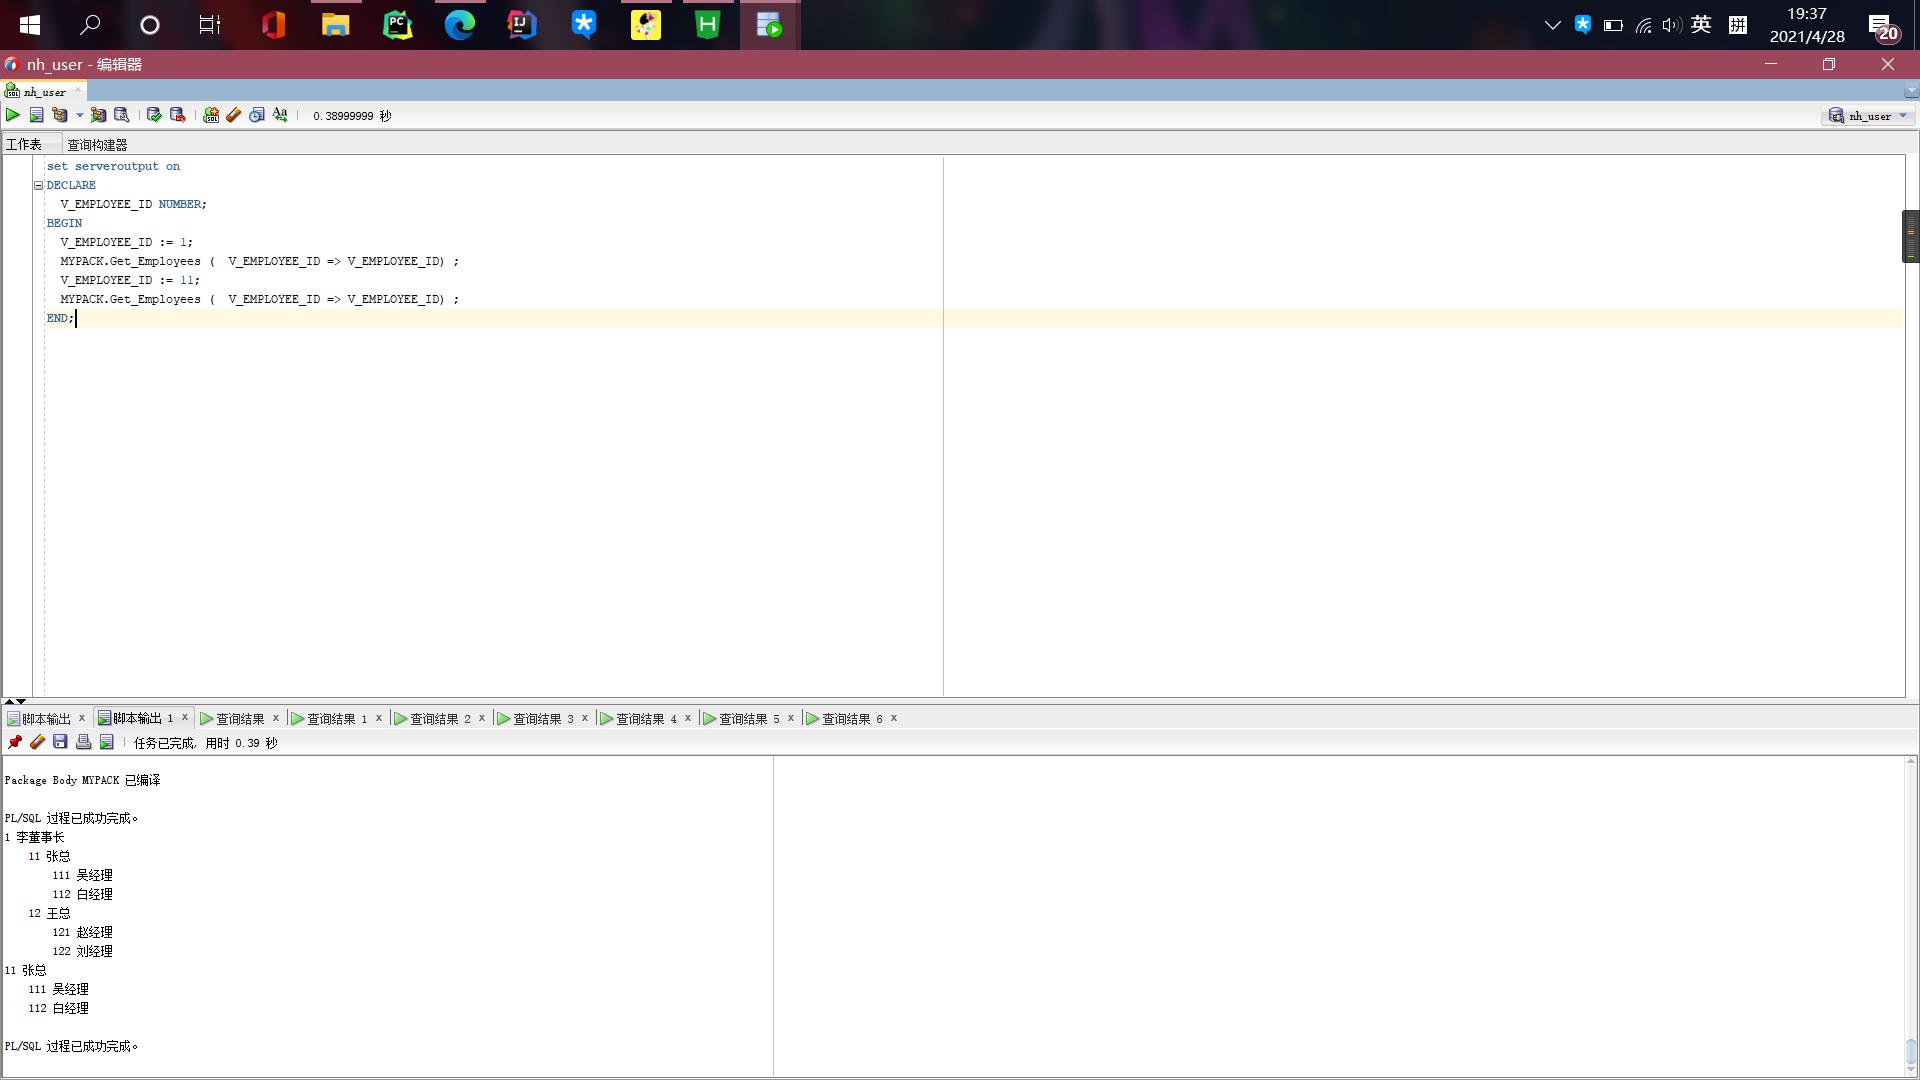 PC
IJ
H
英
拼
19:37
2021/4/28
20
nh_user - 编辑器
nh_user
0.38999999 秒
nh_user
工作表
查询构建器
set serveroutput on
DECLARE
V_EMPLOYEE_ID NUMBER;
BEGIN
V_EMPLOYEE_ID := 1;
MYPACK.Get_Employees (  V_EMPLOYEE_ID => V_EMPLOYEE_ID) ;
V_EMPLOYEE_ID := 11;
MYPACK.Get_Employees (  V_EMPLOYEE_ID => V_EMPLOYEE_ID) ;
END;
脚本输出 x 脚本输出 1 x 查询结果 x 查询结果 1 x 查询结果 2 x 查询结果 3 x 查询结果 4 x 查询结果 5 x 查询结果 6 x
任务已完成, 用时 0.39 秒
Package Body MYPACK 已编译
PL/SQL 过程已成功完成。
1 李董事长
11 张总
111 吴经理
112 白经理
12 王总
121 赵经理
122 刘经理
11 张总
111 吴经理
112 白经理
PL/SQL 过程已成功完成。